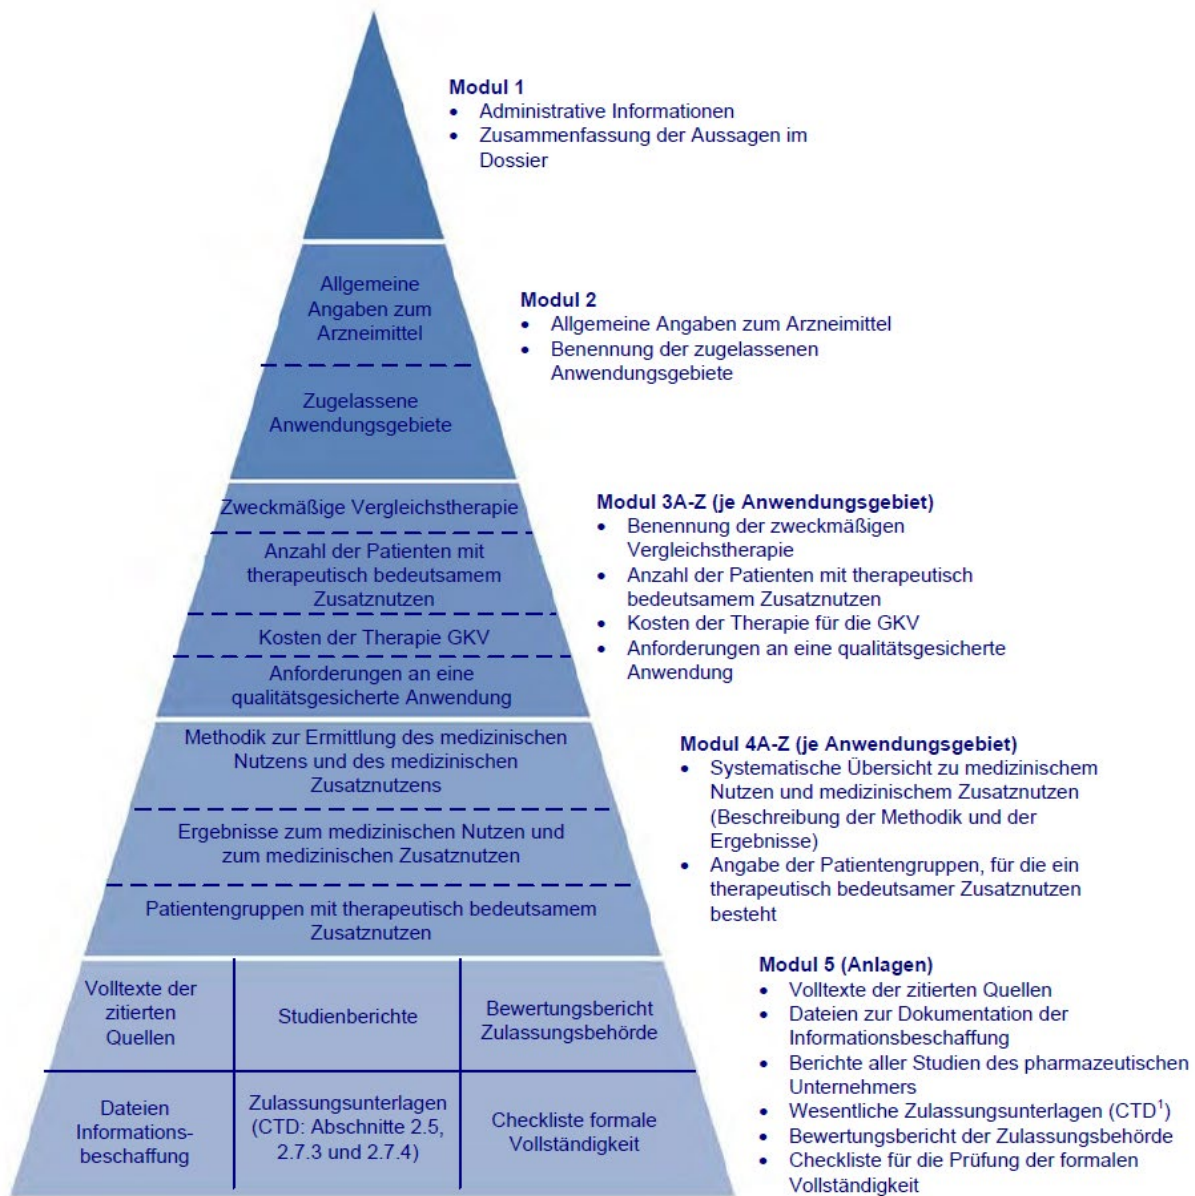 Modul 1
• Administrative Informationen
• Zusammenfassung der Aussagen im
Dossier
Allgemeine
Angaben zum
Arzneimittel
Zugelassene
Anwendungsgebiete
Modul 2
• Allgemeine Angaben zum Arzneimittel
• Benennung der zugelassenen
Anwendungsgebiete
Zweckmäßige Vergleichstherapie
Anzahl der Patienten mit
therapeutisch bedeutsamem
Zusatznutzen
Kosten der Therapie GKV
Anforderungen an eine
qualitätsgesicherte Anwendung
Modul 3A-Z (je Anwendungsgebiet)
• Benennung der zweckmäßigen
Vergleichstherapie
• Anzahl der Patienten mit therapeutisch
bedeutsamem Zusatznutzen
• Kosten der Therapie für die GKV
• Anforderungen an eine qualitätsgesicherte
Anwendung
Methodik zur Ermittlung des medizinischen
Nutzens und des medizinischen
Zusatznutzens
Ergebnisse zum medizinischen Nutzen und
zum medizinischen Zusatznutzen
Patientengruppen mit therapeutisch bedeutsamem
Zusatznutzen
Modul 4A-Z (je Anwendungsgebiet)
• Systematische Übersicht zu medizinischem
Nutzen und medizinischem Zusatznutzen
(Beschreibung der Methodik und der
Ergebnisse)
• Angabe der Patientengruppen, für die ein
therapeutisch bedeutsamer Zusatznutzen
besteht
Volltexte der
zitierten
Quellen
Studienberichte
Bewertungsbericht
Zulassungsbehörde
Dateien
Informations-
beschaffung
Zulassungsunterlagen
(CTD: Abschnitte 2.5,
2.7.3 und 2.7.4)
Checkliste formale
Vollständigkeit
Modul 5 (Anlagen)
• Volltexte der zitierten Quellen
• Dateien zur Dokumentation der
Informationsbeschaffung
• Berichte aller Studien des pharmazeutischen
Unternehmers
• Wesentliche Zulassungsunterlagen (CTD¹)
• Bewertungsbericht der Zulassungsbehörde
• Checkliste für die Prüfung der formalen
Vollständigkeit